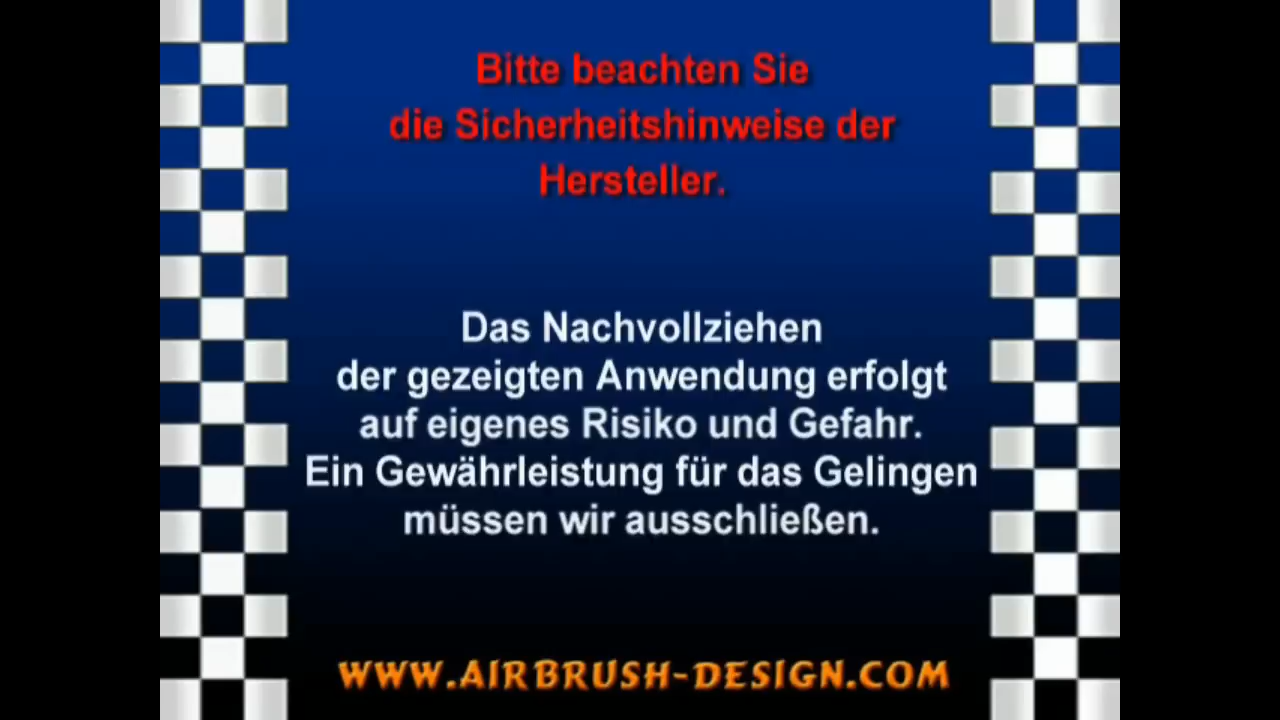 Bitte beachten Sie
die Sicherheitshinweise der
Hersteller.
Das Nachvollziehen
der gezeigten Anwendung erfolgt
auf eigenes Risiko und Gefahr.
Ein Gewährleistung für das Gelingen
müssen wir ausschließen.
WWW.AIRBRUSH-DESIGN.COM